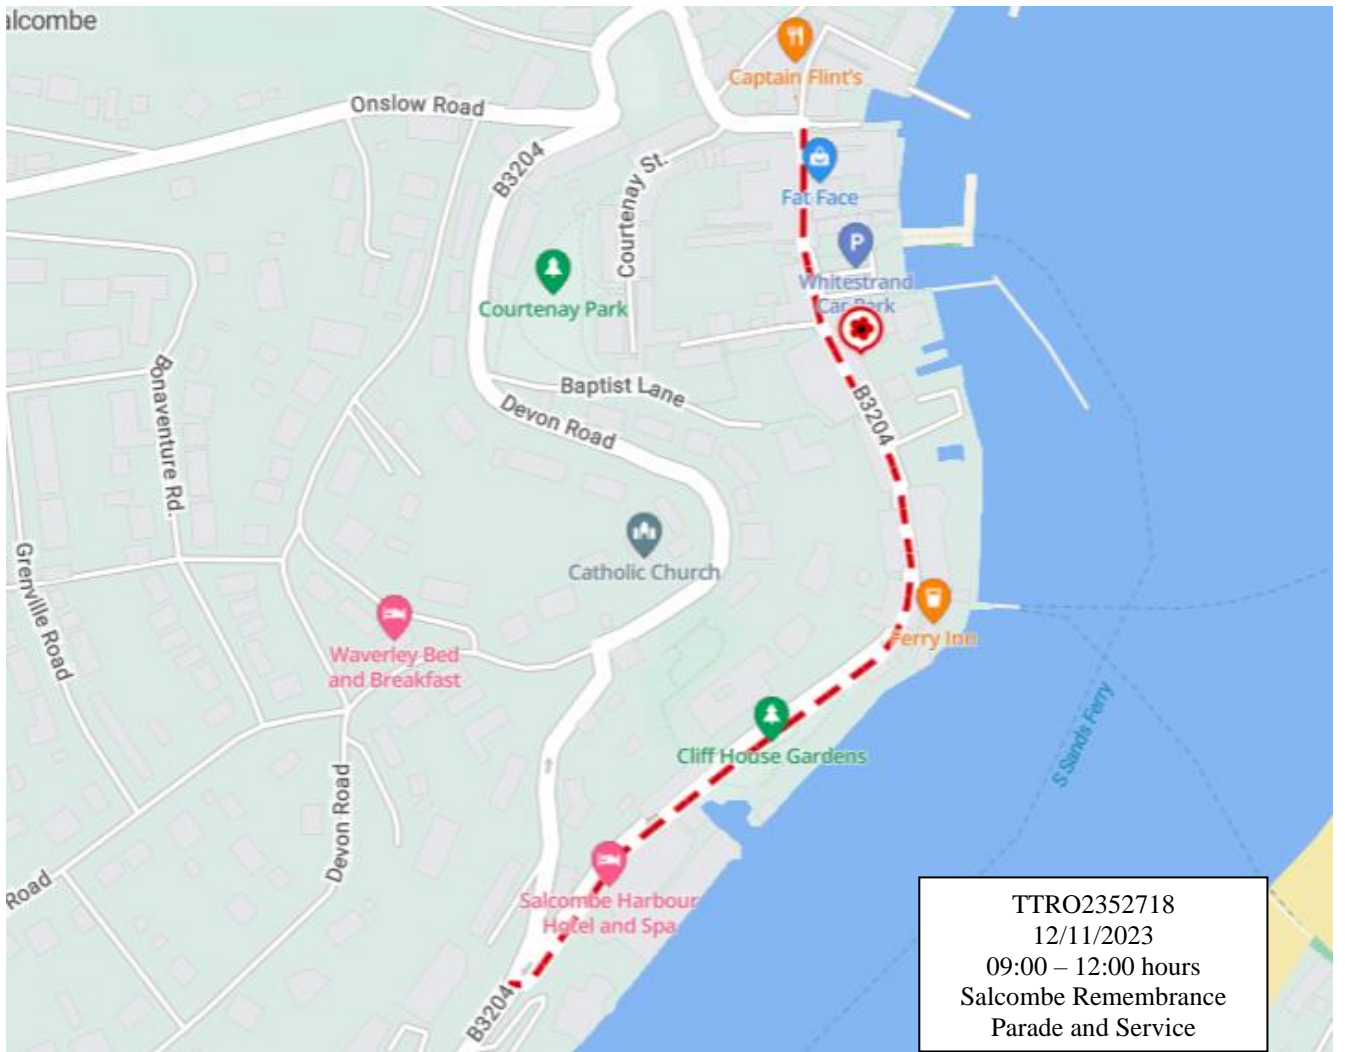 alcombe
Captain Flint's
Onslow Road
B3204
Fat Face
Courtenay St.
P
Whitestrand
Car Park
Courtenay Park
Baptist Lane
Devon Road
B3204
Bonaventure Rd.
Catholic Church
Grenville Road
Ferry Inn
Waverley Bed
and Breakfast
S Sands Ferry
Cliff House Gardens
Devon Road
Road
Salcombe Harbour
Hotel and Spa
B3204
TTRO2352718
12/11/2023
09:00 – 12:00 hours
Salcombe Remembrance
Parade and Service